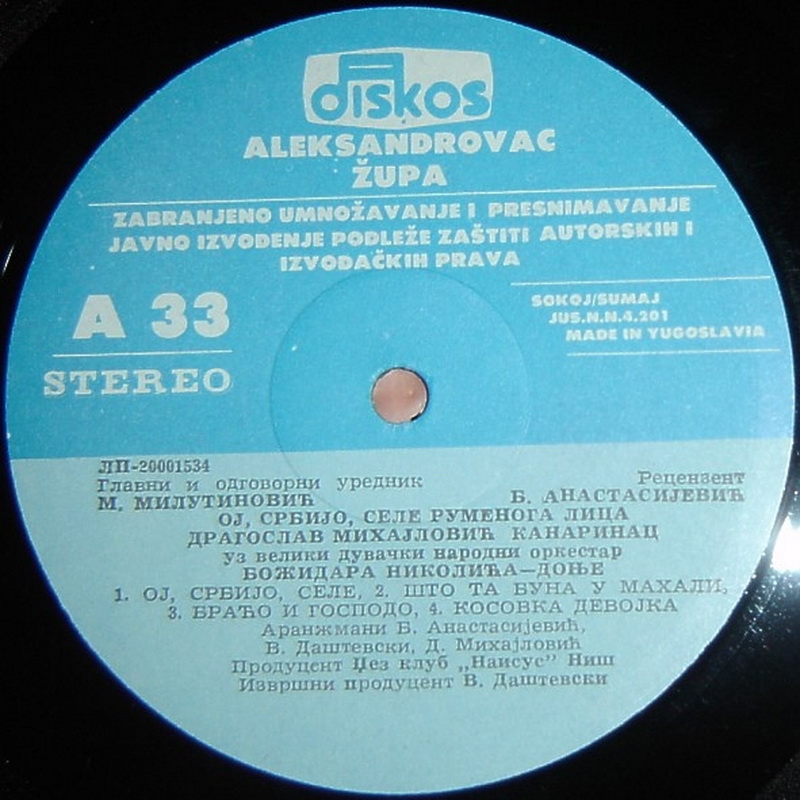 diskos
ALEKSANDROVAC
ŽUPA
ZABRANJENO UMNOŽAVANJE I PRESNIMAVANJE
JAVNO IZVOĐENJE PODLEŽE ZAŠTITI AUTORSKIH I
IZVOĐAČKIH PRAVA
A 33
STEREO
SOKOJ/SUMAJ
JUS.N.N.4.201
MADE IN YUGOSLAVIA
ЛП-20001534
Главни и одговорни уредник Рецензент
М. МИЛУТИНОВИЋ Б. АНАСТАСИЈЕВИЋ
ОЈ, СРБИЈО, СЕЛЕ РУМЕНОГА ЛИЦА
ДРАГОСЛАВ МИХАЈЛОВИЋ КАНАРИНАЦ
уз велики дувачки народни оркестар
БОЖИДАРА НИКОЛИЋА—ДОЊЕ
1. ОЈ, СРБИЈО, СЕЛЕ, 2. ШТО ТА БУНА У МАХАЛИ,
3. БРАЋО И ГОСПОДО, 4. КОСОВКА ДЕВОЈКА
Аранжмани Б. Анастасијевић,
В. Даштевски, Д. Михајловић
Продуцент Џез клуб „Наисус” Ниш
Извршни продуцент В. Даштевски